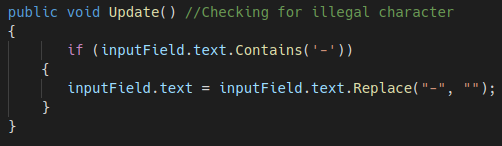 public void Update() //Checking for illegal character
{
if (inputField.text.Contains('-'))
{
inputField.text = inputField.text.Replace("-", "");
}
}